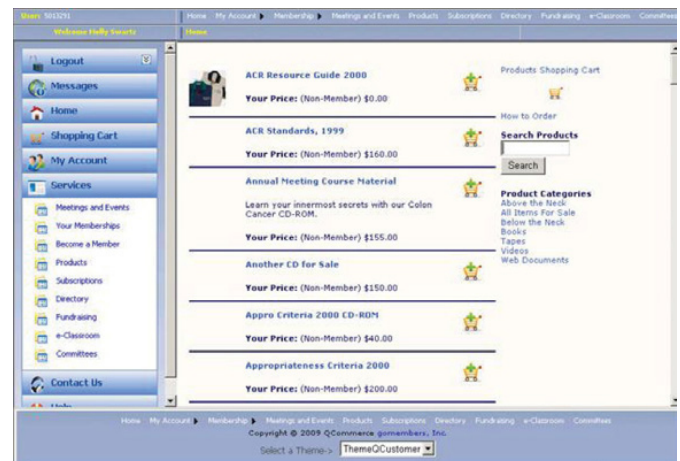 User: 5013291
Home My Account Membership Meetings and Events Products Subscriptions Directory Fundraising e-Classroom Committees
Welcome Holly Swartz
Home
Logout
Messages
Home
Shopping Cart
My Account
Services
Meetings and Events
Your Memberships
Become a Member
Products
Subscriptions
Directory
Fundraising
e-Classroom
Committees
Contact Us
Help
ACR Resource Guide 2000
Your Price: (Non-Member) $0.00
ACR Standards, 1999
Your Price: (Non-Member) $160.00
Annual Meeting Course Material
Learn your innermost secrets with our Colon
Cancer CD-ROM.
Your Price: (Non-Member) $155.00
Another CD for Sale
Your Price: (Non-Member) $150.00
Appro Criteria 2000 CD-ROM
Your Price: (Non-Member) $40.00
Appropriateness Criteria 2000
Your Price: (Non-Member) $200.00
Products Shopping Cart
How to Order
Search Products
Search
Product Categories
Above the Neck
All Items For Sale
Below the Neck
Books
Tapes
Videos
Web Documents
Home My Account Membership Meetings and Events Products Subscriptions Directory Fundraising e-Classroom Committees
Copyright © 2009 QCommerce gomembers, Inc.
Select a Theme-> ThemeQCustomer